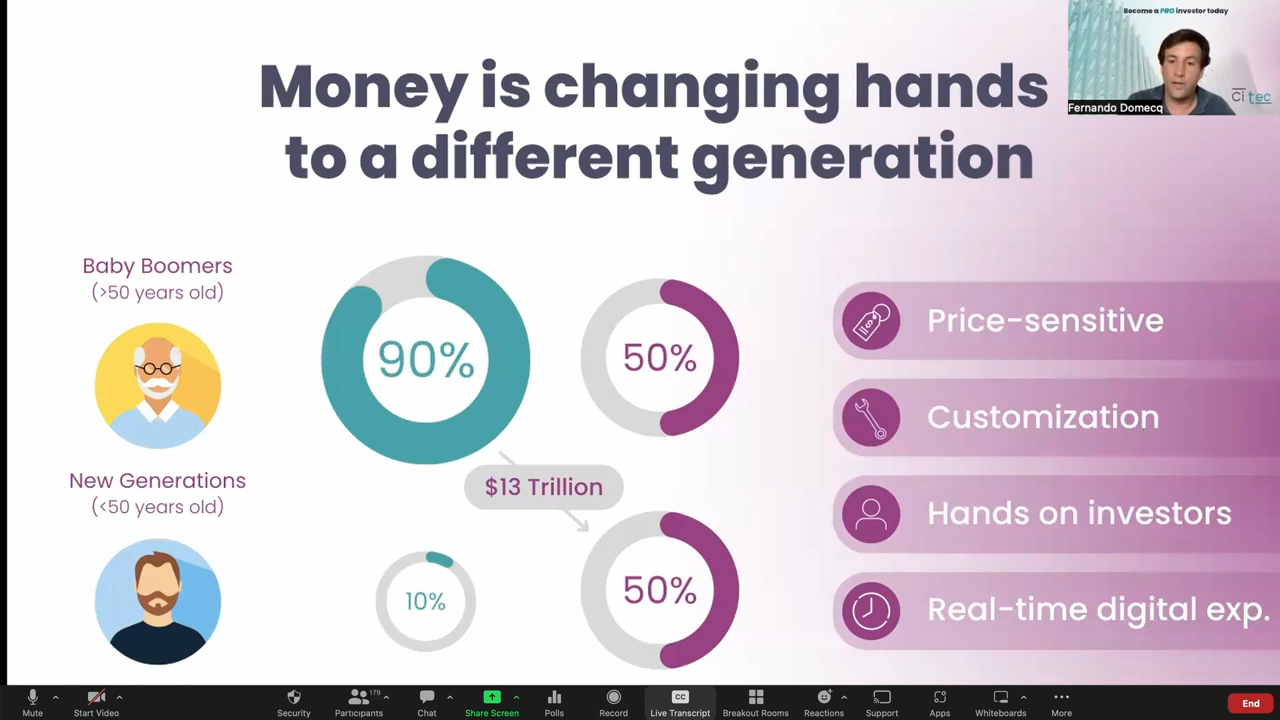 Become a PRO investor today
Fernando Domecq
Citec
Money is changing hands
to a different generation
Baby Boomers
(>50 years old)
90%
50%
$13 Trillion
New Generations
(<50 years old)
10%
50%
Price-sensitive
Customization
Hands on investors
Real-time digital exp.
Mute
Start Video
Security
Participants
179
Chat
Share Screen
Polls
Record
CC
Live Transcript
Breakout Rooms
Reactions
Support
Apps
Whiteboards
More
End